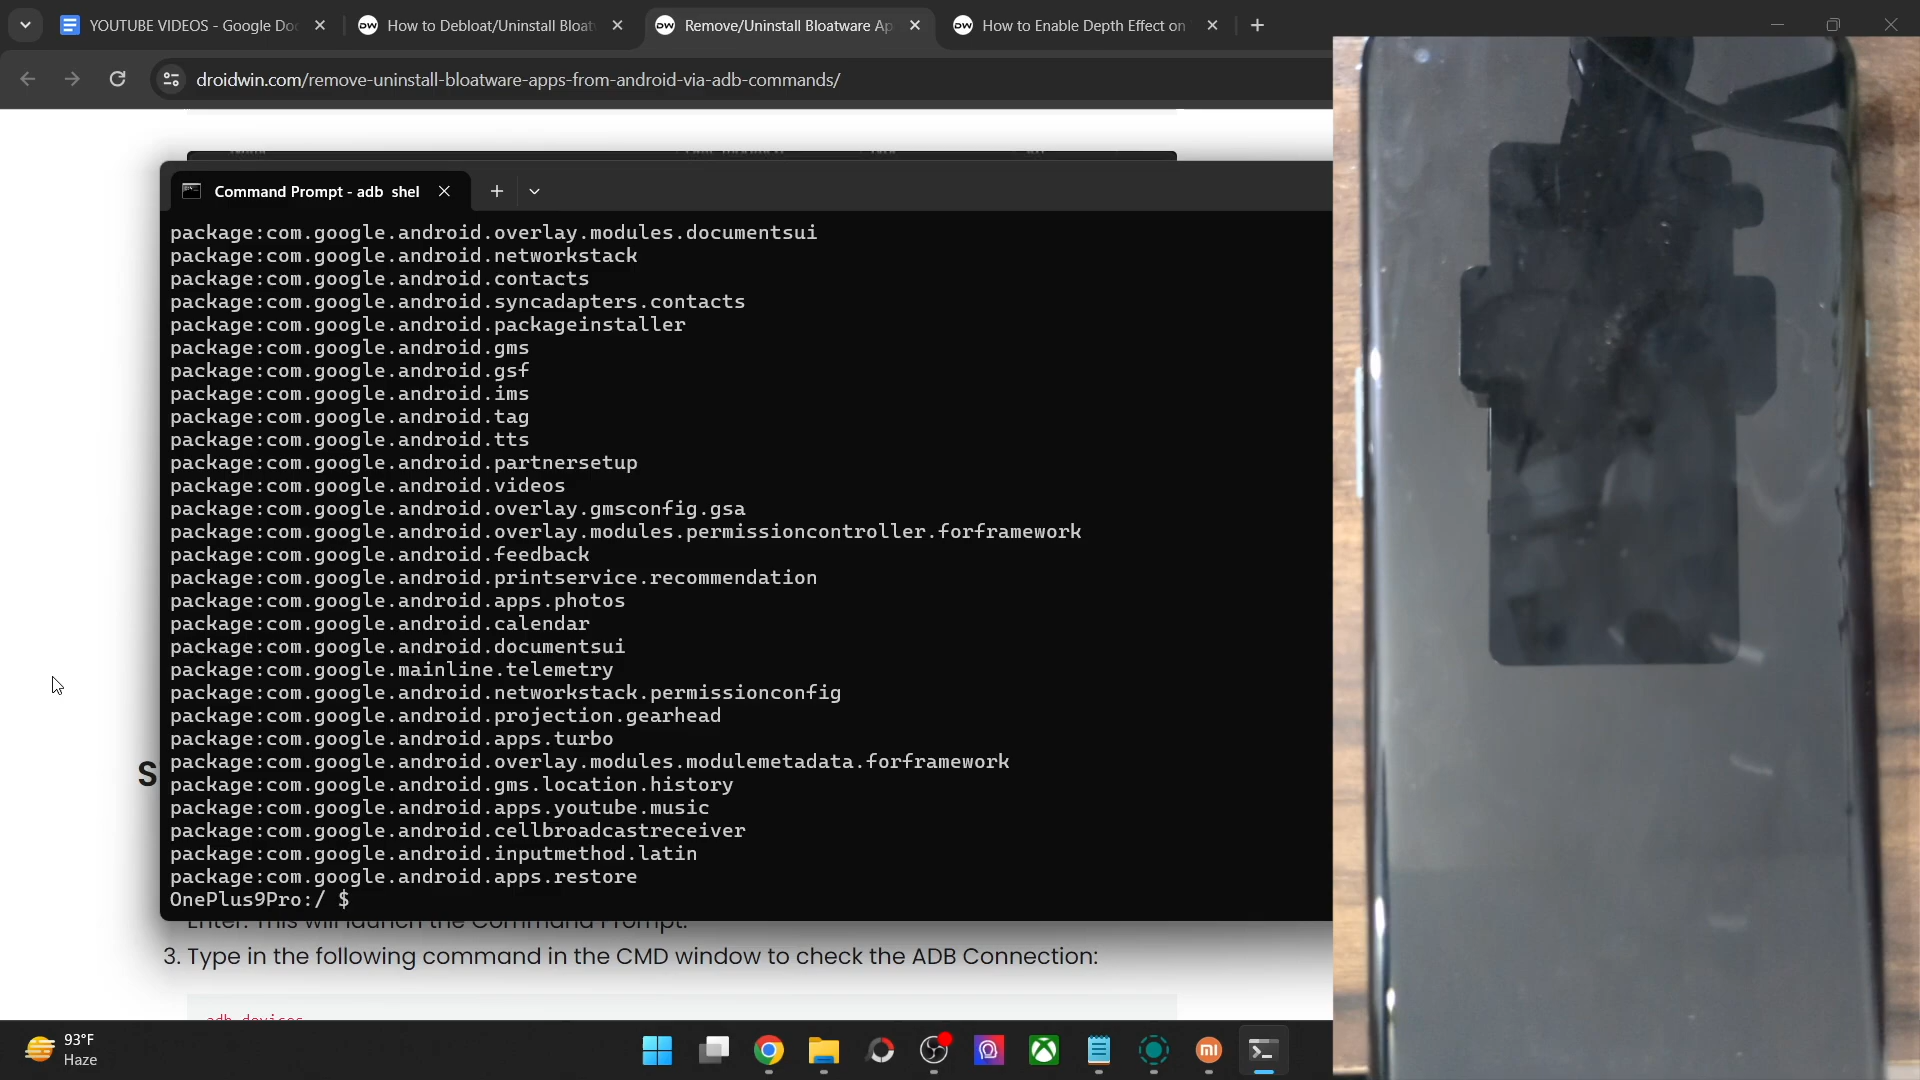 YOUTUBE VIDEOS - Google Do
How to Debloat/Uninstall Bloat
Remove/Uninstall Bloatware Ap
How to Enable Depth Effect on
droidwin.com/remove-uninstall-bloatware-apps-from-android-via-adb-commands/
Command Prompt - adb shel
package:com.google.android.overlay.modules.documentsui
package:com.google.android.networkstack
package:com.google.android.contacts
package:com.google.android.syncadapters.contacts
package:com.google.android.packageinstaller
package:com.google.android.gms
package:com.google.android.gsf
package:com.google.android.ims
package:com.google.android.tag
package:com.google.android.tts
package:com.google.android.partnersetup
package:com.google.android.videos
package:com.google.android.overlay.gmsconfig.gsa
package:com.google.android.overlay.modules.permissioncontroller.forframework
package:com.google.android.feedback
package:com.google.android.printservice.recommendation
package:com.google.android.apps.photos
package:com.google.android.calendar
package:com.google.android.documentsui
package:com.google.mainline.telemetry
package:com.google.android.networkstack.permissionconfig
package:com.google.android.projection.gearhead
package:com.google.android.apps.turbo
package:com.google.android.overlay.modules.modulemetadata.forframework
S
package:com.google.android.gms.location.history
package:com.google.android.apps.youtube.music
package:com.google.android.cellbroadcastreceiver
package:com.google.android.inputmethod.latin
package:com.google.android.apps.restore
OnePlus9Pro:/ $
Enter. This will launch the Command Prompt.
3. Type in the following command in the CMD window to check the ADB Connection:
adb devices
93°F
Haze